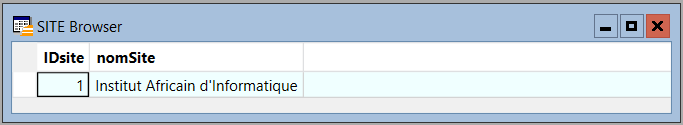 SITE Browser
IDsite nomSite
1 Institut Africain d'Informatique